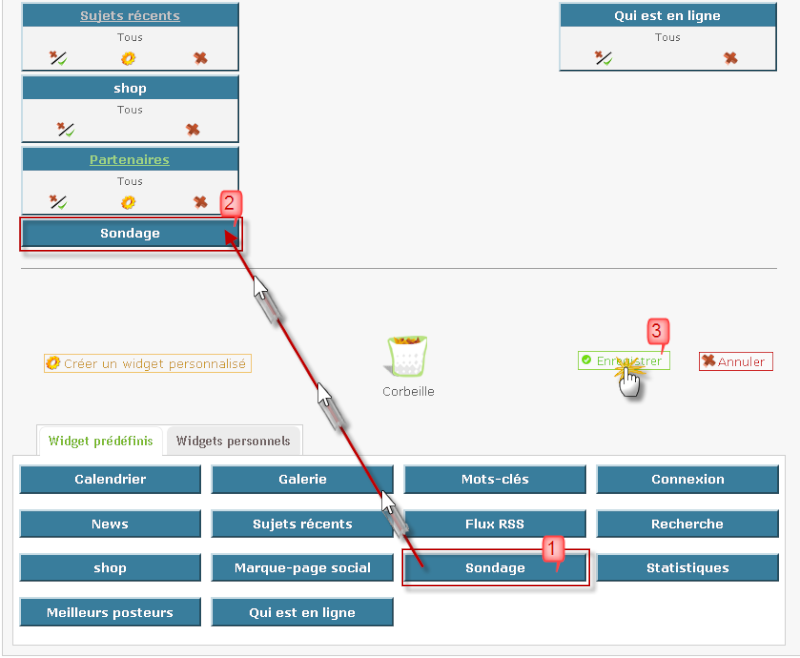 Sujets récents
Tous
Qui est en ligne
Tous
shop
Tous
Partenaires
Tous
2
Sondage
3
Créer un widget personnalisé
Enregistrer
Annuler
Corbeille
Widget prédéfinis
Widgets personnels
Calendrier
Galerie
Mots-clés
Connexion
News
Sujets récents
Flux RSS
Recherche
1
shop
Marque-page social
Sondage
Statistiques
Meilleurs posteurs
Qui est en ligne